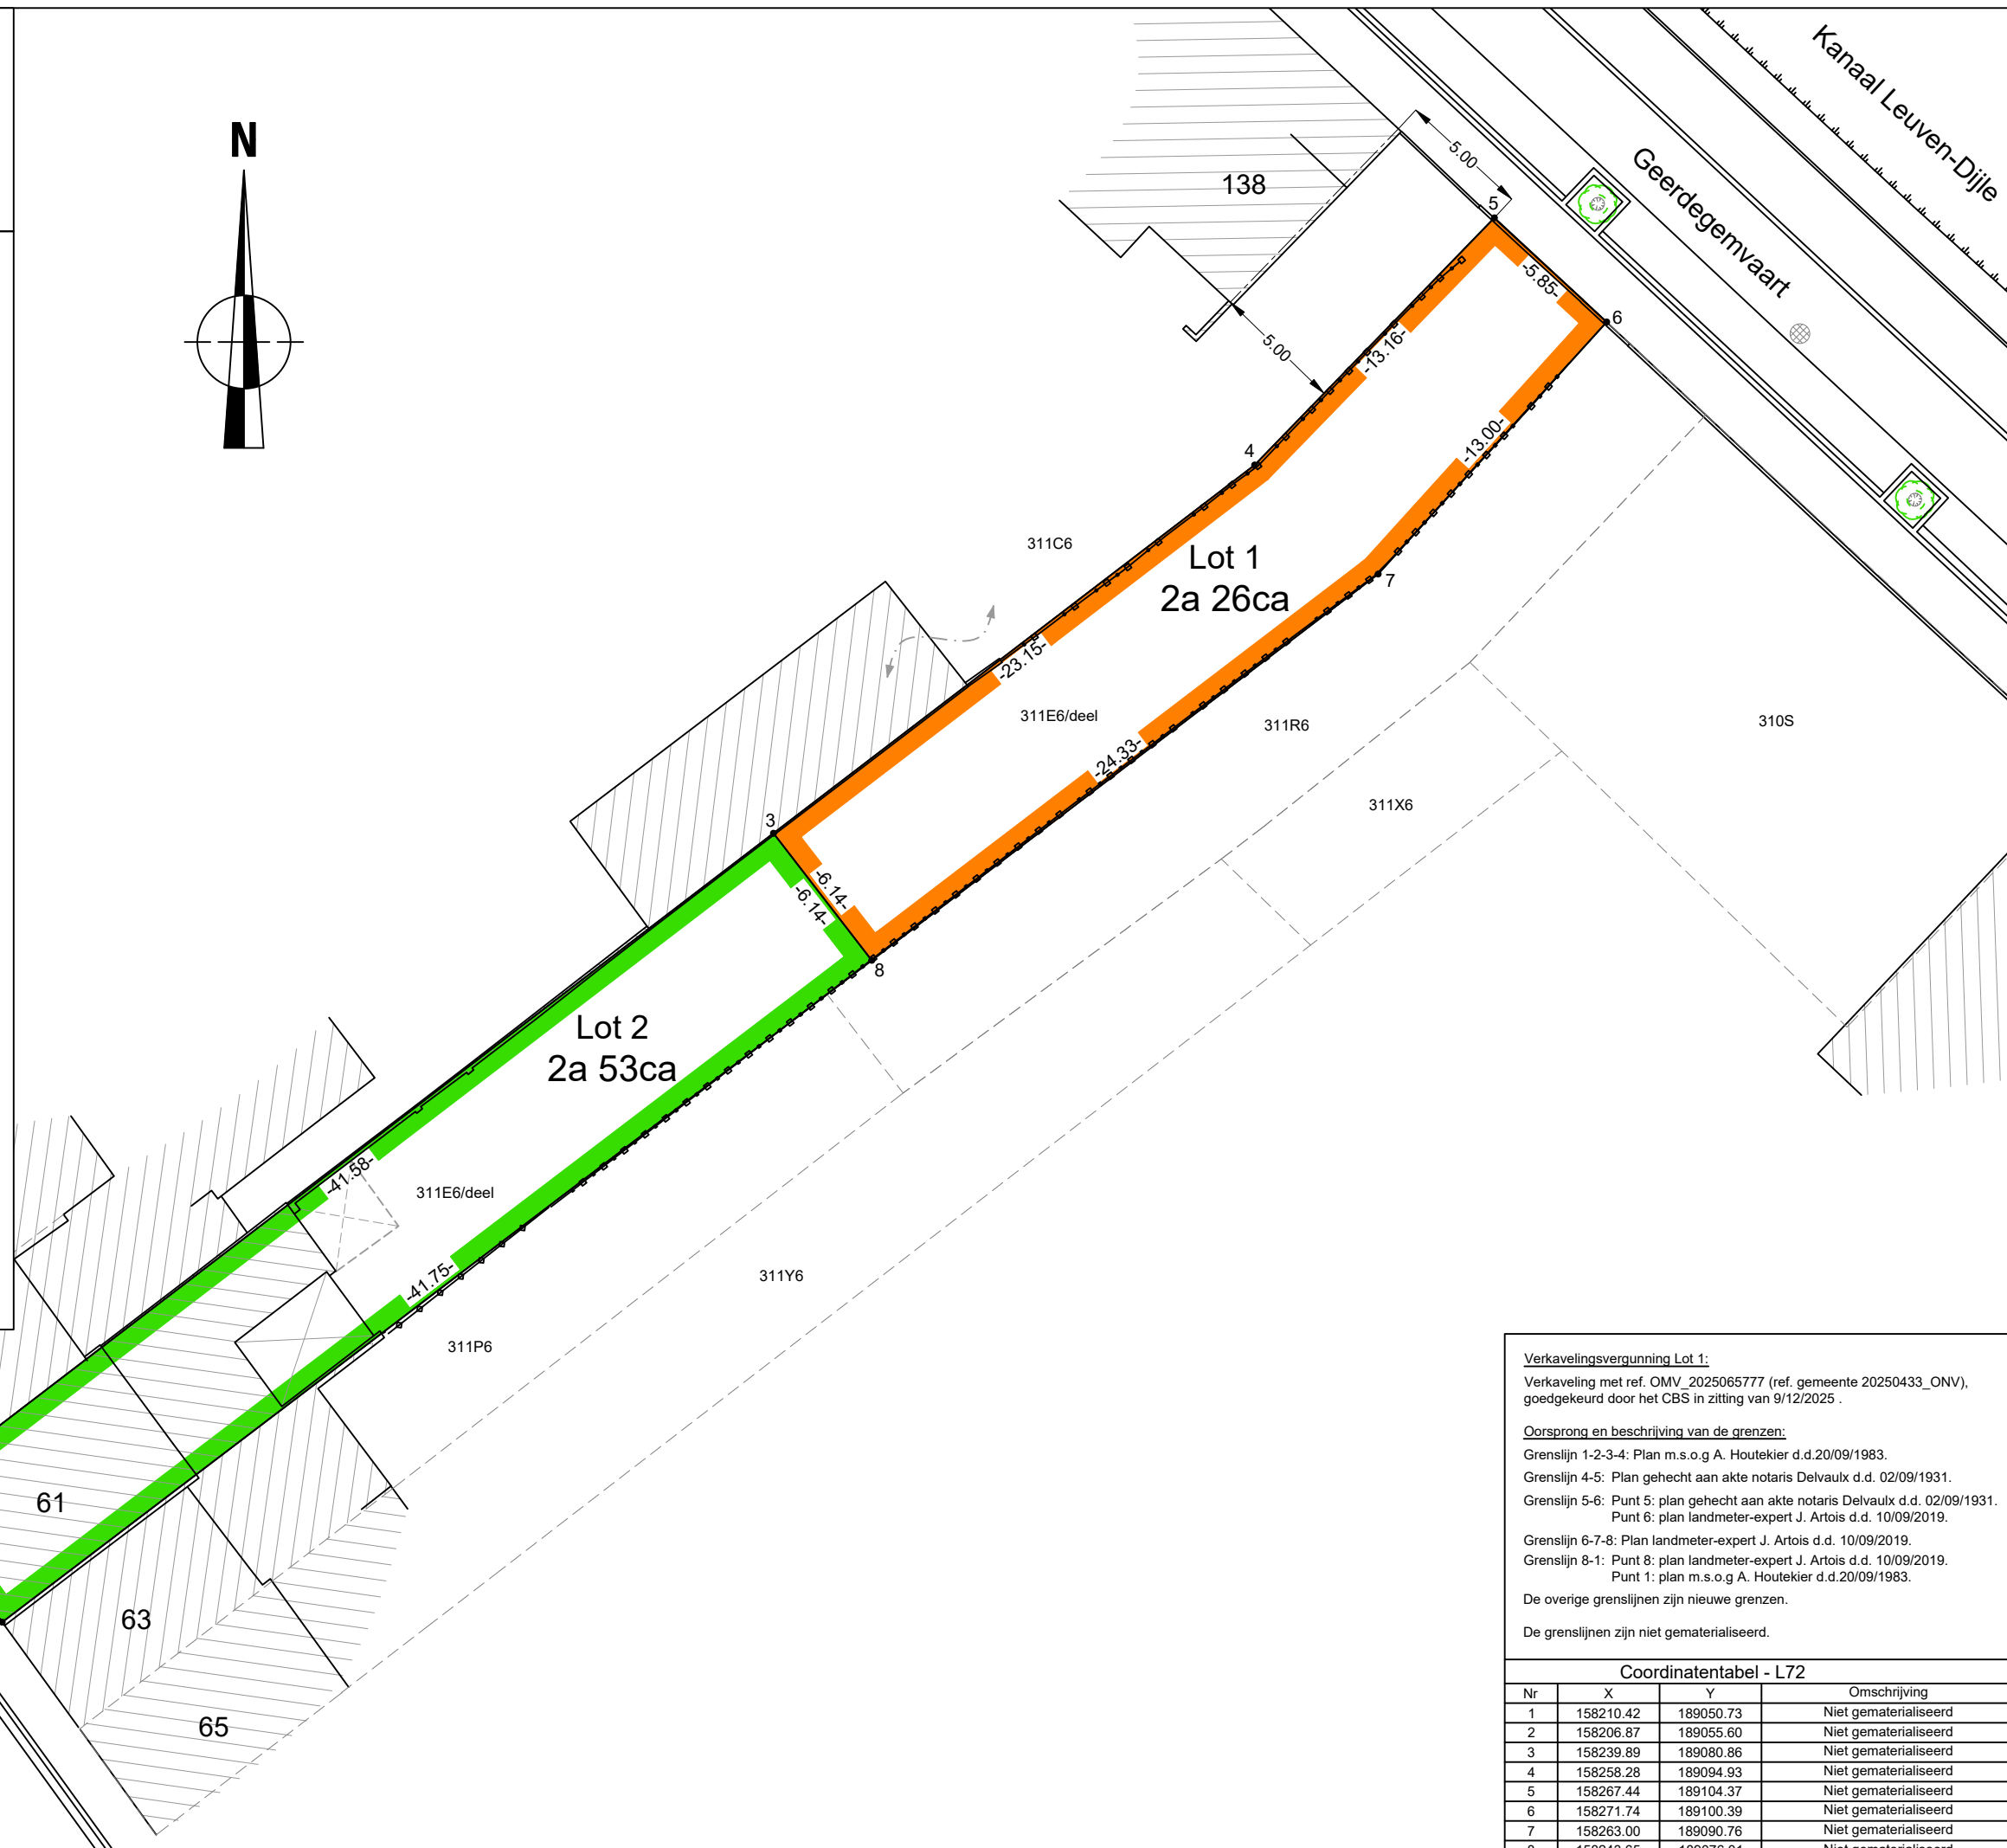 N
Kanaal Leuven-Dijle
Geerdegemvaart
138
5.00
5
-5.85-
6
5.00
-13.16-
-13.00-
4
7
311C6
Lot 1
2a 26ca
-23.15-
311E6/deel
311R6
310S
-24.33-
311X6
3
-6.14-
-6.14-
8
Lot 2
2a 53ca
-41.58-
311E6/deel
-41.75-
311Y6
311P6
61
63
65
Verkavelingsvergunning Lot 1:
Verkaveling met ref. OMV_2025065777 (ref. gemeente 20250433_ONV),
goedgekeurd door het CBS in zitting van 9/12/2025 .
Oorsprong en beschrijving van de grenzen:
Grenslijn 1-2-3-4: Plan m.s.o.g A. Houtekier d.d.20/09/1983.
Grenslijn 4-5: Plan gehecht aan akte notaris Delvaulx d.d. 02/09/1931.
Grenslijn 5-6: Punt 5: plan gehecht aan akte notaris Delvaulx d.d. 02/09/1931.
Punt 6: plan landmeter-expert J. Artois d.d. 10/09/2019.
Grenslijn 6-7-8: Plan landmeter-expert J. Artois d.d. 10/09/2019.
Grenslijn 8-1: Punt 8: plan landmeter-expert J. Artois d.d. 10/09/2019.
Punt 1: plan m.s.o.g A. Houtekier d.d.20/09/1983.
De overige grenslijnen zijn nieuwe grenzen.
De grenslijnen zijn niet gematerialiseerd.
Coordinatentabel - L72
Nr X Y Omschrijving
1 158210.42 189050.73 Niet gematerialiseerd
2 158206.87 189055.60 Niet gematerialiseerd
3 158239.89 189080.86 Niet gematerialiseerd
4 158258.28 189094.93 Niet gematerialiseerd
5 158267.44 189104.37 Niet gematerialiseerd
6 158271.74 189100.39 Niet gematerialiseerd
7 158263.00 189090.76 Niet gematerialiseerd